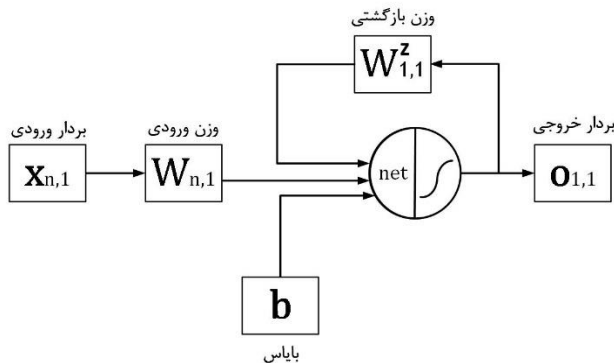 وزن بازگشتی
W^z_{1,1}
بردار ورودی
وزن ورودی
بردار خروجی
x_{n,1}
W_{n,1}
net
o_{1,1}
b
بایاس